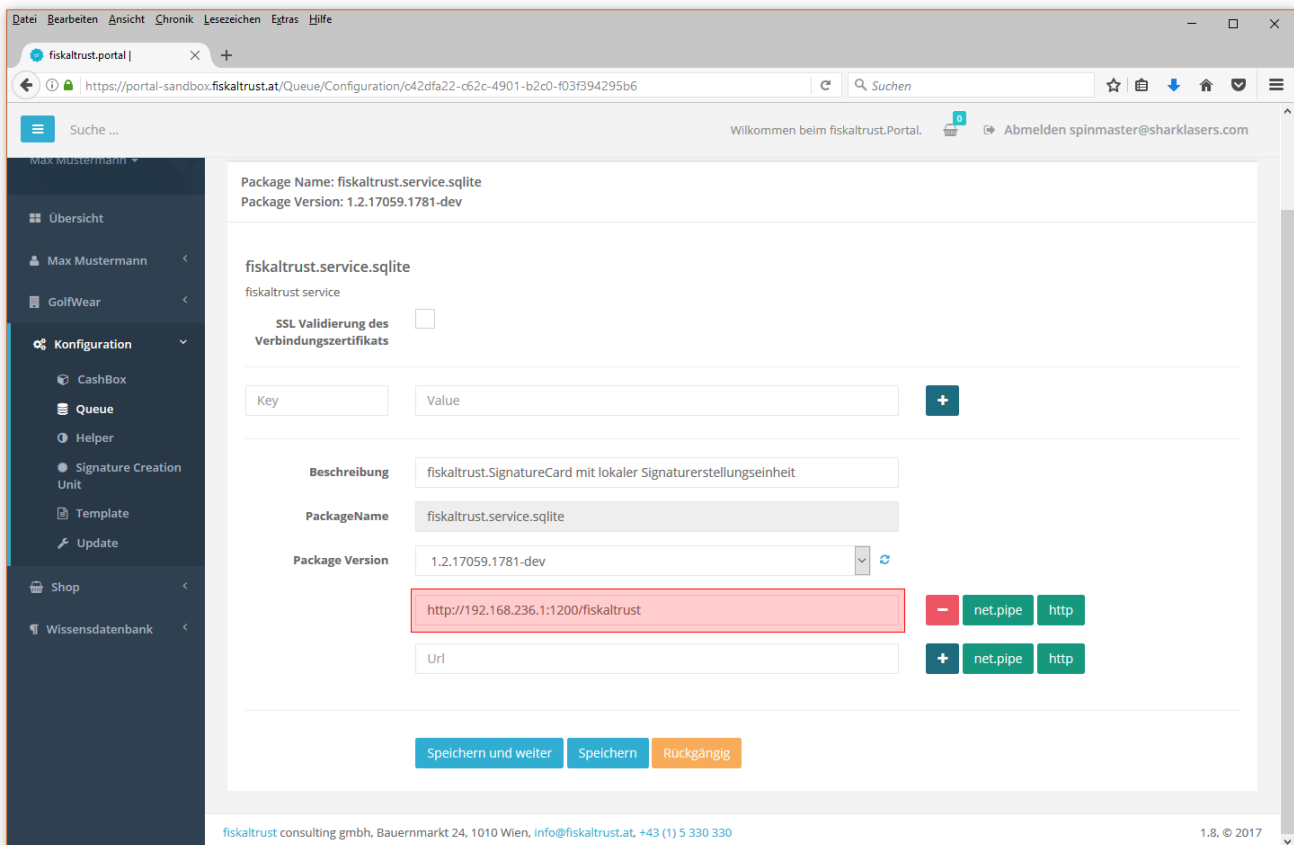 Datei Bearbeiten Ansicht Chronik Lesezeichen Extras Hilfe
fiskaltrust.portal |
https://portal-sandbox.fiskaltrust.at/Queue/Configuration/c42dfa22-c62c-4901-b2c0-f03f394295b6
Suchen
Suche ...
Wilkommen beim fiskaltrust.Portal.
0
Abmelden spinmaster@sharklasers.com
Max Mustermann
Übersicht
Max Mustermann
GolfWear
Konfiguration
CashBox
Queue
Helper
Signature Creation
Unit
Template
Update
Shop
Wissensdatenbank
Package Name: fiskaltrust.service.sqlite
Package Version: 1.2.17059.1781-dev
fiskaltrust.service.sqlite
fiskaltrust service
SSL Validierung des
Verbindungszertifikats
Key Value
Beschreibung fiskaltrust.SignatureCard mit lokaler Signaturerstellungseinheit
PackageName fiskaltrust.service.sqlite
Package Version 1.2.17059.1781-dev
http://192.168.236.1:1200/fiskaltrust net.pipe http
Url net.pipe http
Speichern und weiter Speichern Rückgängig
fiskaltrust consulting gmbh, Bauernmarkt 24, 1010 Wien, info@fiskaltrust.at, +43 (1) 5 330 330
1.8, © 2017